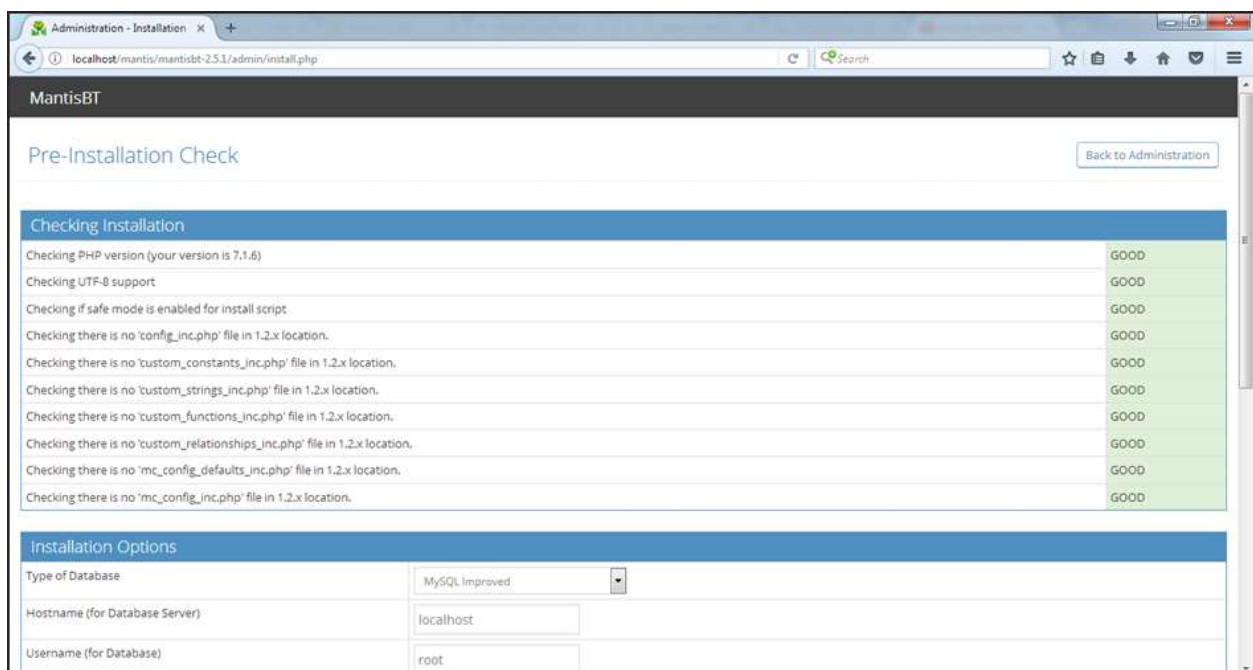 Administration - Installation
localhost/mantis/mantisbt-2.5.1/admin/install.php
Search
MantisBT
Pre-Installation Check
Back to Administration
Checking Installation
Checking PHP version (your version is 7.1.6) GOOD
Checking UTF-8 support GOOD
Checking if safe mode is enabled for install script GOOD
Checking there is no 'config_inc.php' file in 1.2.x location. GOOD
Checking there is no 'custom_constants_inc.php' file in 1.2.x location. GOOD
Checking there is no 'custom_strings_inc.php' file in 1.2.x location. GOOD
Checking there is no 'custom_functions_inc.php' file in 1.2.x location. GOOD
Checking there is no 'custom_relationships_inc.php' file in 1.2.x location. GOOD
Checking there is no 'mc_config_defaults_inc.php' file in 1.2.x location. GOOD
Checking there is no 'mc_config_inc.php' file in 1.2.x location. GOOD
Installation Options
Type of Database MySQL Improved
Hostname (for Database Server) localhost
Username (for Database) root